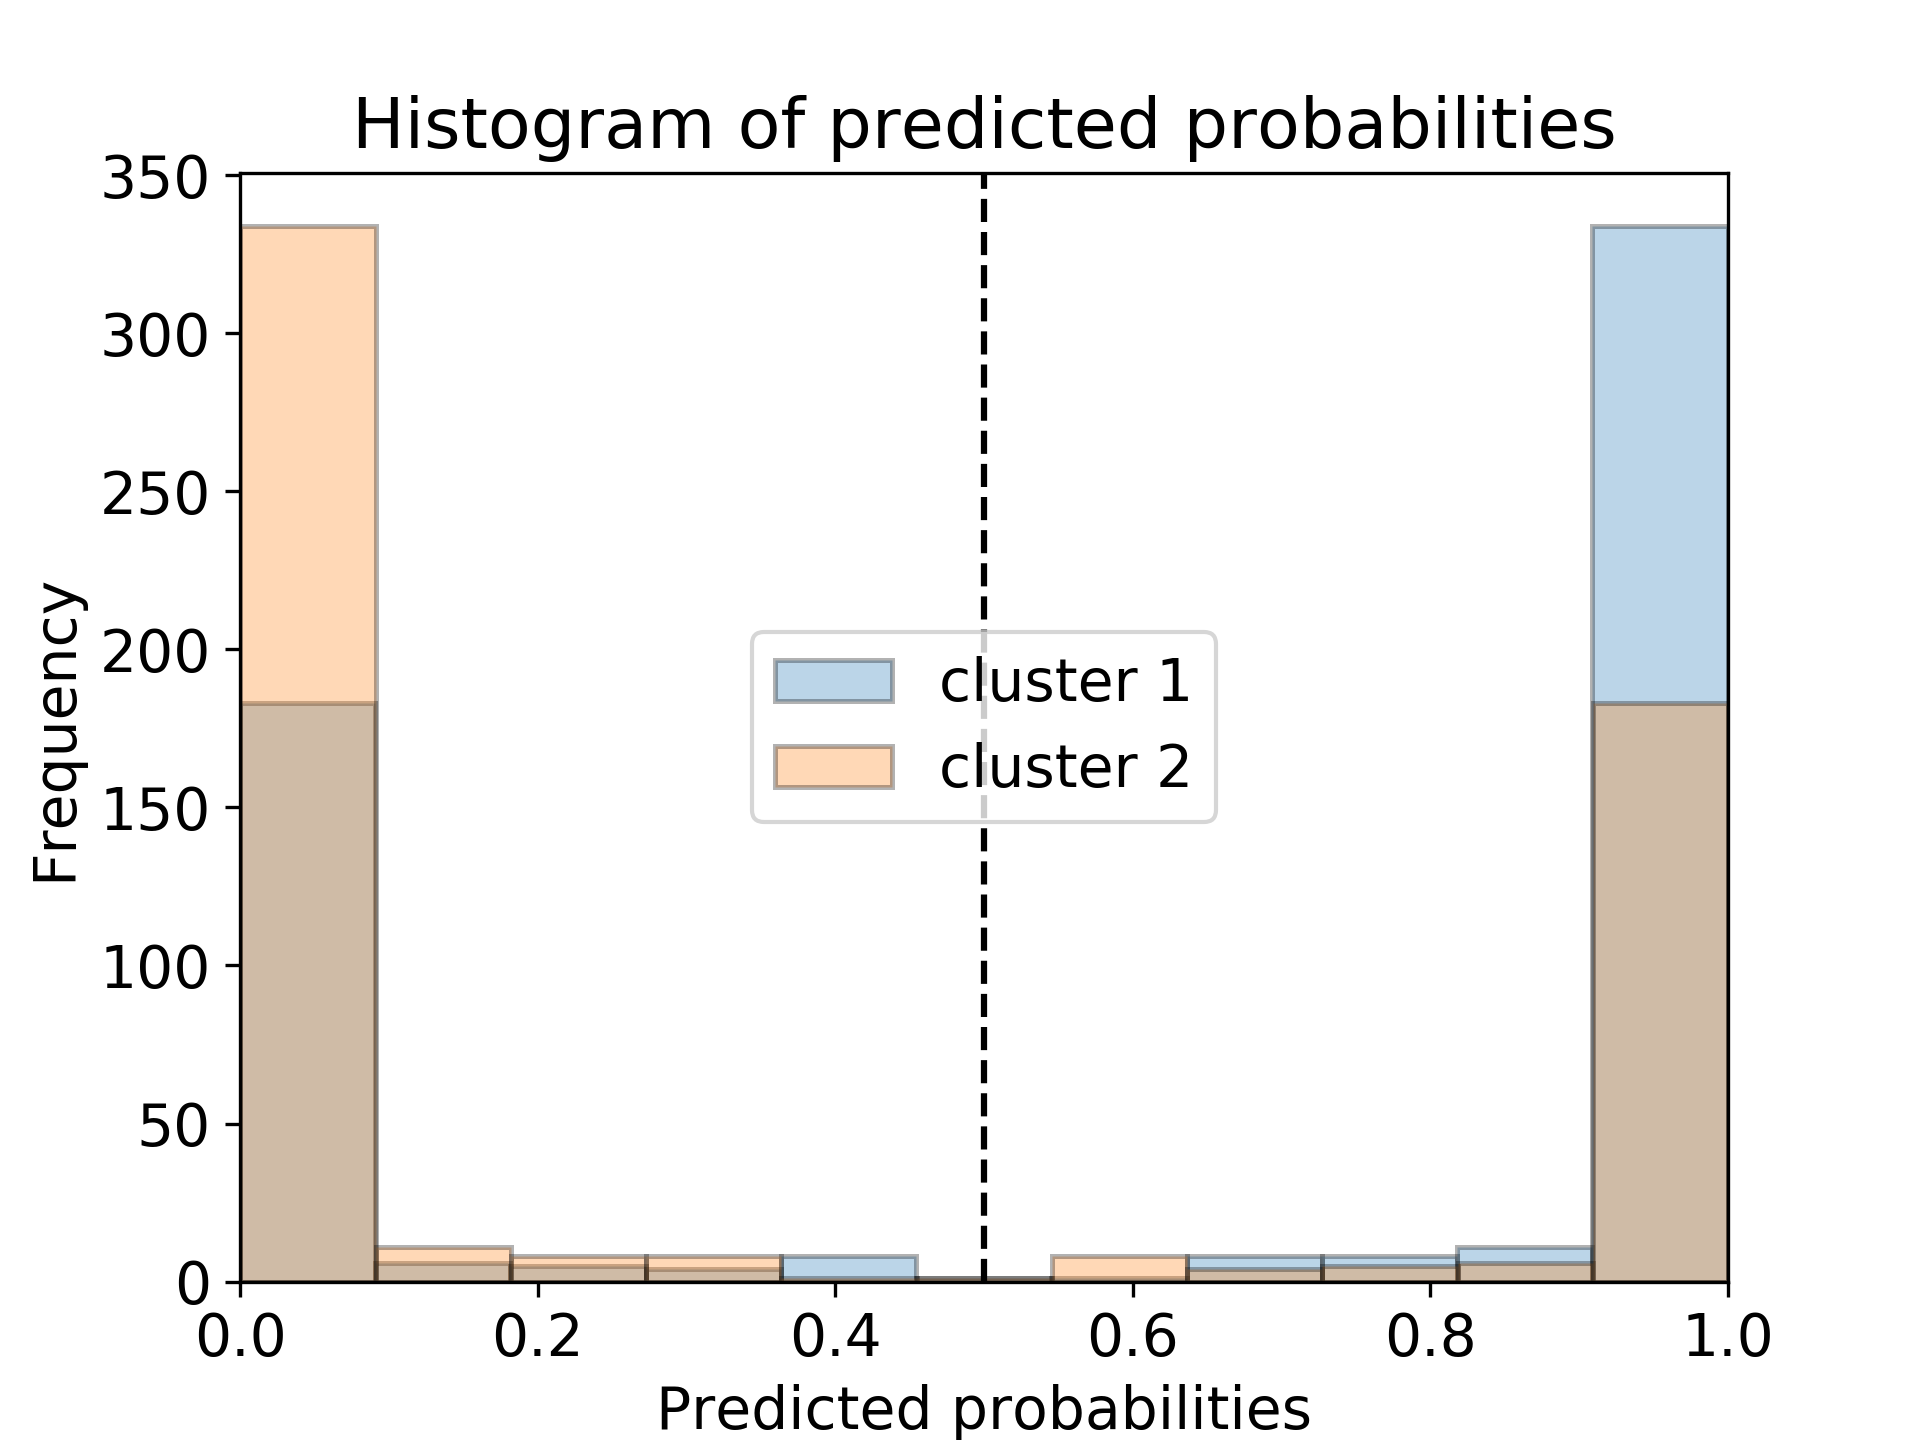 Histogram of predicted probabilities
350
300
250
200
150
100
50
0
Frequency
cluster 1
cluster 2
0.0 0.2 0.4 0.6 0.8 1.0
Predicted probabilities